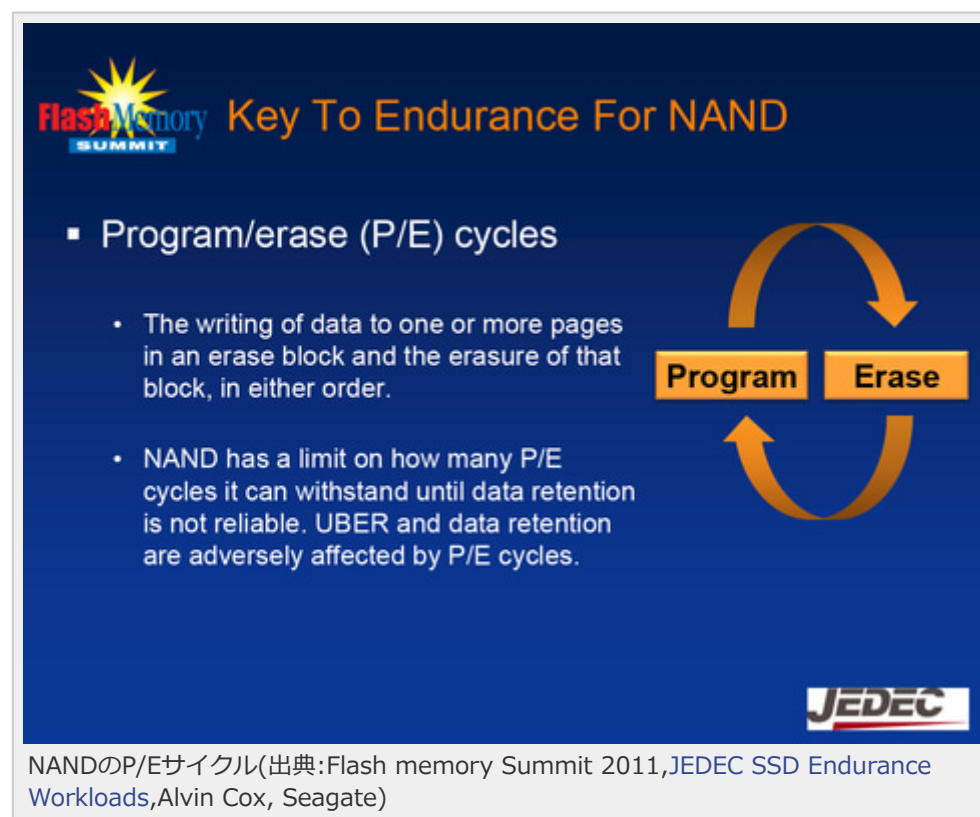 FlashMemory
SUMMIT
Key To Endurance For NAND
▪ Program/erase (P/E) cycles
• The writing of data to one or more pages
in an erase block and the erasure of that
block, in either order.
• NAND has a limit on how many P/E
cycles it can withstand until data retention
is not reliable. UBER and data retention
are adversely affected by P/E cycles.
Program
Erase
JEDEC
NANDのP/Eサイクル(出典:Flash memory Summit 2011,JEDEC SSD Endurance
Workloads,Alvin Cox, Seagate)